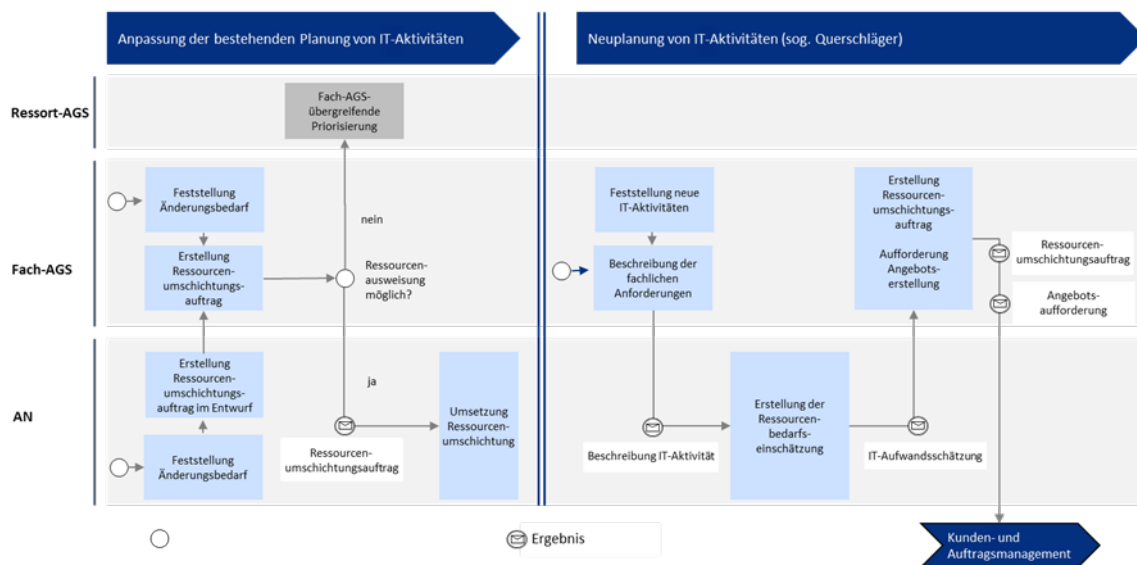 Anpassung der bestehenden Planung von IT-Aktivitäten
Neuplanung von IT-Aktivitäten (sog. Querschläger)
Ressort-AGS
Fach-AGS-
übergreifende
Priorisierung
Fach-AGS
Feststellung
Änderungsbedarf
Erstellung
Ressourcen-
umschichtungs-
auftrag
nein
Ressourcen-
ausweisung
möglich?
Feststellung neue
IT-Aktivitäten
Beschreibung der
fachlichen
Anforderungen
Erstellung
Ressourcen-
umschichtungs-
auftrag
Aufforderung
Angebots-
erstellung
Ressourcen-
umschichtungsauftrag
Angebots-
aufforderung
AN
Erstellung
Ressourcen-
umschichtungs-
auftrag im Entwurf
Feststellung
Änderungsbedarf
ja
Ressourcen-
umschichtungsauftrag
Umsetzung
Ressourcen-
umschichtung
Beschreibung IT-Aktivität
Erstellung der
Ressourcen-
bedarfs-
einschätzung
IT-Aufwandsschätzung
Ergebnis
Kunden- und
Auftragsmanagement